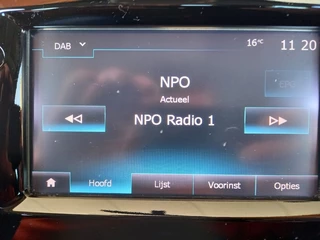 DAB 16°C 11 20
NPO
Actueel
NPO Radio 1
Hoofd Lijst Voorinst Opties